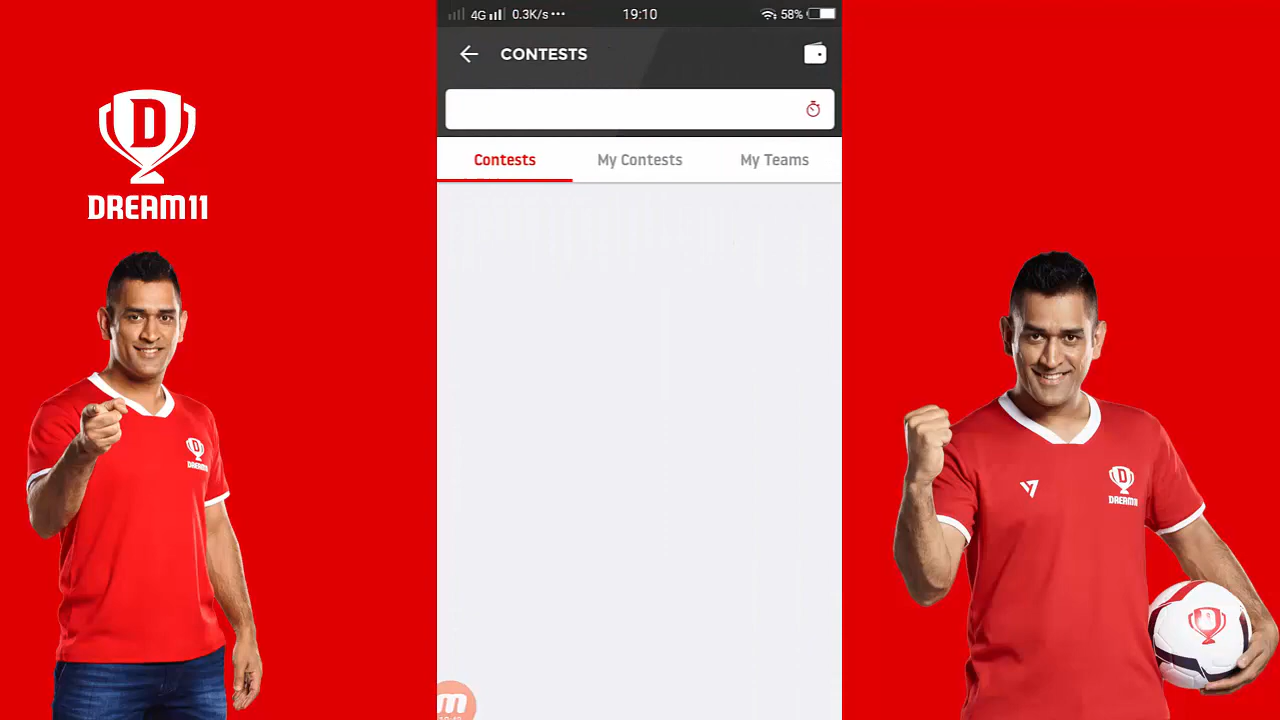 4G 0.3K/s ... 19:10 58%
CONTESTS
Contests My Contests My Teams
D
DREAM11
D
DREAM11
D
DREAM11
D
m